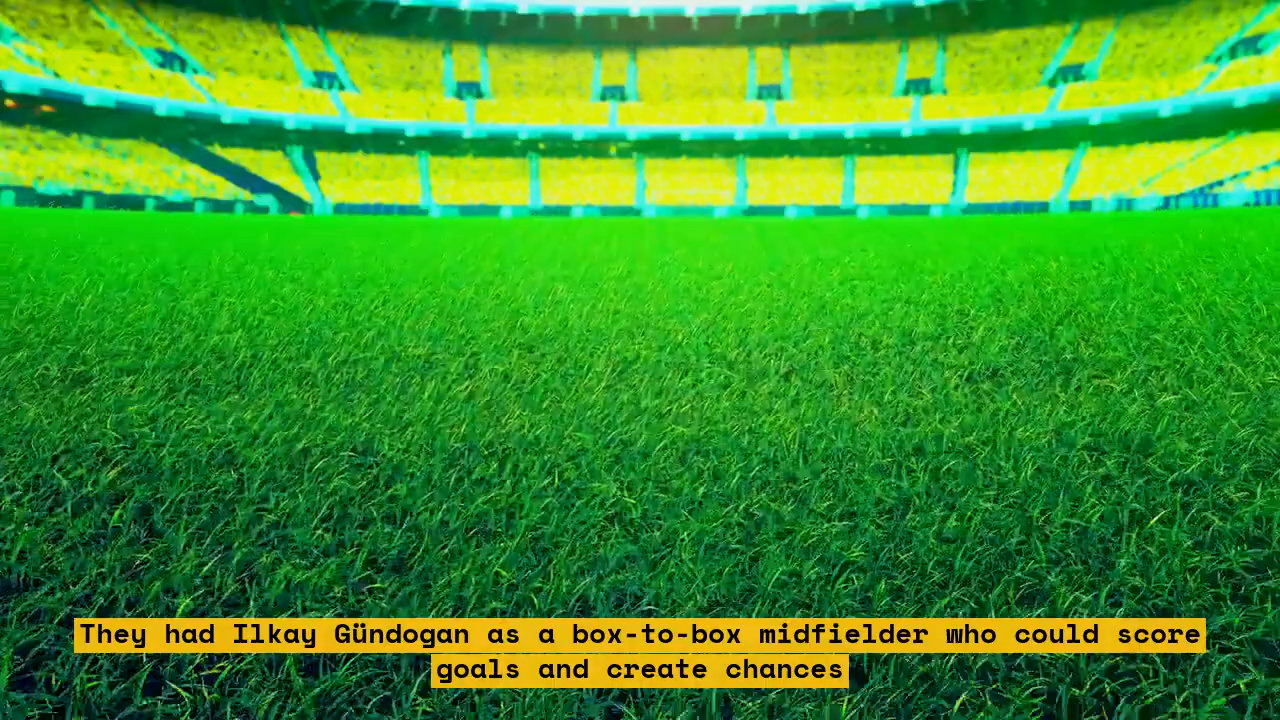 They had Ilkay Gündogan as a box-to-box midfielder who could score
goals and create chances